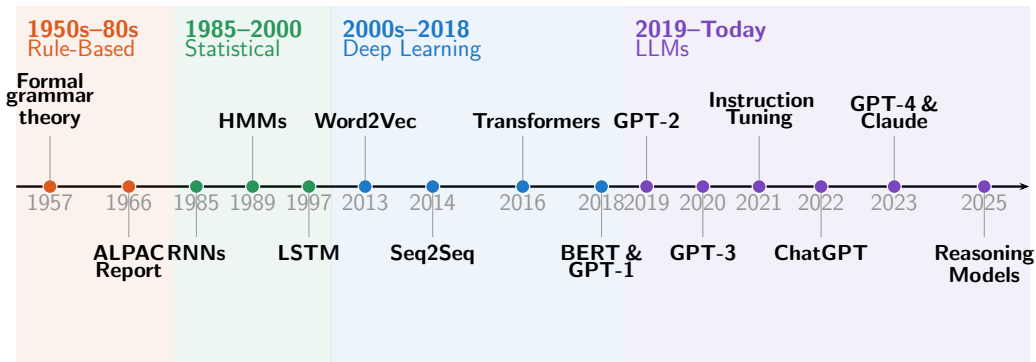 1950s–80s
Rule-Based
1985–2000
Statistical
2000s–2018
Deep Learning
2019–Today
LLMs
Formal
grammar
theory
HMMs
Word2Vec
Transformers
GPT-2
Instruction
Tuning
GPT-4 &
Claude
1957
1966
1985
1989
1997
2013
2014
2016
2018
2019
2020
2021
2022
2023
2025
ALPAC
Report
RNNs
LSTM
Seq2Seq
BERT &
GPT-1
GPT-3
ChatGPT
Reasoning
Models